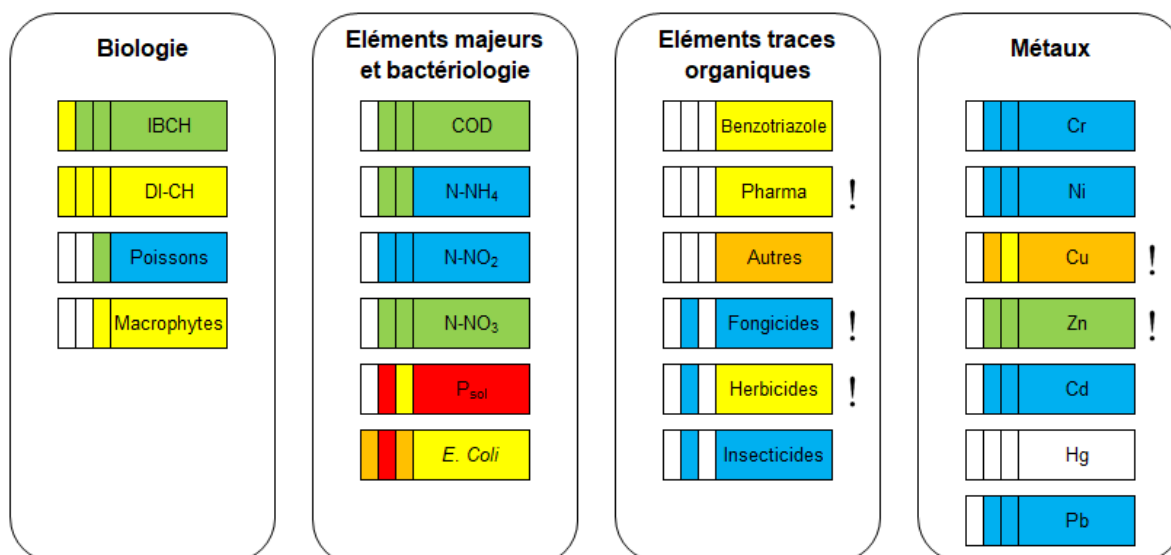 Biologie
IBCH
DI-CH
Poissons
Macrophytes
Eléments majeurs
et bactériologie
COD
N-NH₄
N-NO₂
N-NO₃
Psol
E. Coli
Eléments traces
organiques
Benzotriazole
Pharma !
Autres
Fongicides !
Herbicides !
Insecticides
Métaux
Cr
Ni
Cu !
Zn !
Cd
Hg
Pb